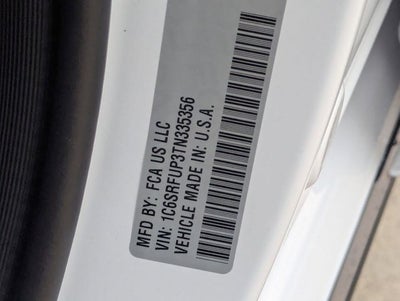 MFD BY: FCA US LLC
VIN: 1C6SRFUP3TN335356
VEHICLE MADE IN: U.S.A.